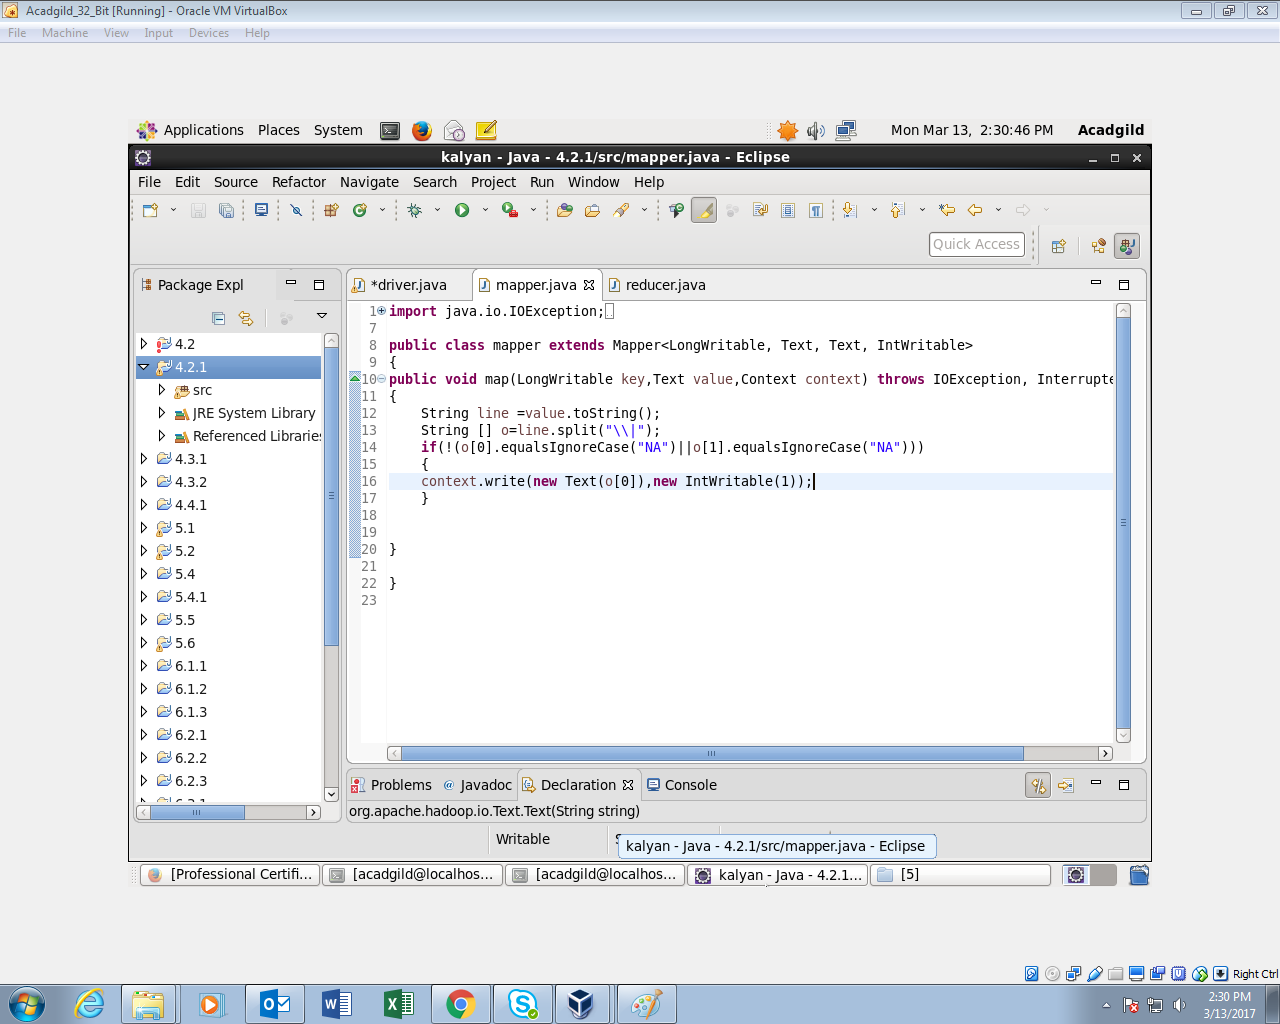 Acadgild_32_Bit [Running] - Oracle VM VirtualBox
File Machine View Input Devices Help
Applications Places System Mon Mar 13, 2:30:46 PM Acadgild
kalyan - Java - 4.2.1/src/mapper.java - Eclipse
File Edit Source Refactor Navigate Search Project Run Window Help
Quick Access
Package Expl
*driver.java mapper.java reducer.java
4.2
4.2.1
src
JRE System Library
Referenced Libraries
4.3.1
4.3.2
4.4.1
5.1
5.2
5.4
5.4.1
5.5
5.6
6.1.1
6.1.2
6.1.3
6.2.1
6.2.2
6.2.3
1 import java.io.IOException;
7
8 public class mapper extends Mapper<LongWritable, Text, Text, IntWritable>
9 {
10 public void map(LongWritable key,Text value,Context context) throws IOException, Interrupte
11 {
12 String line =value.toString();
13 String [] o=line.split("\\|");
14 if(!(o[0].equalsIgnoreCase("NA")||o[1].equalsIgnoreCase("NA")))
15 {
16 context.write(new Text(o[0]),new IntWritable(1));
17 }
18
19
20 }
21
22 }
23
Problems Javadoc Declaration Console
org.apache.hadoop.io.Text.Text(String string)
Writable
kalyan - Java - 4.2.1/src/mapper.java - Eclipse
[Professional Certifi... [acadgild@localhos... [acadgild@localhos... kalyan - Java - 4.2.1... [5]
Right Ctrl
2:30 PM
3/13/2017